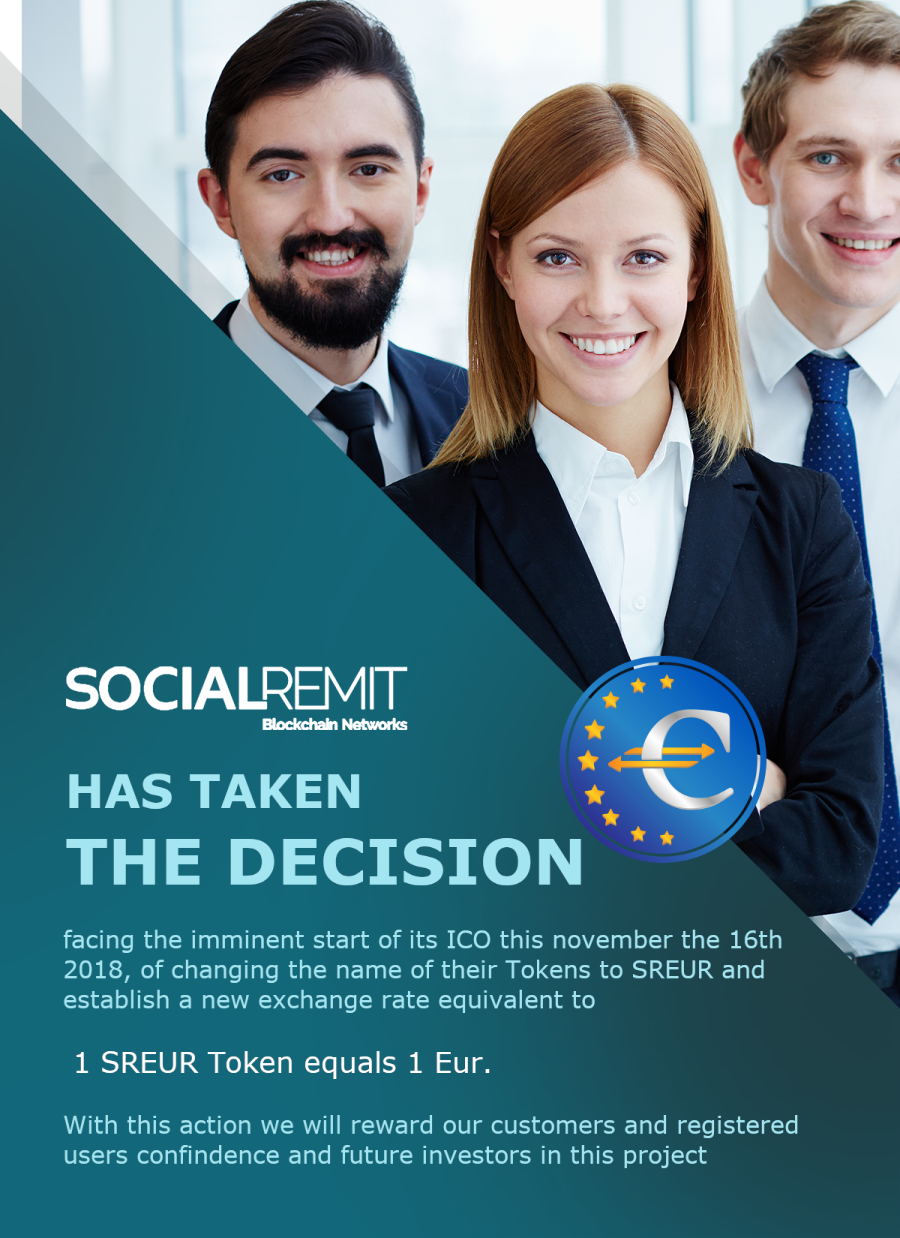 SOCIALREMIT
Blockchain Networks
HAS TAKEN
THE DECISION
facing the imminent start of its ICO this november the 16th
2018, of changing the name of their Tokens to SREUR and
establish a new exchange rate equivalent to
1 SREUR Token equals 1 Eur.
With this action we will reward our customers and registered
users confindence and future investors in this project